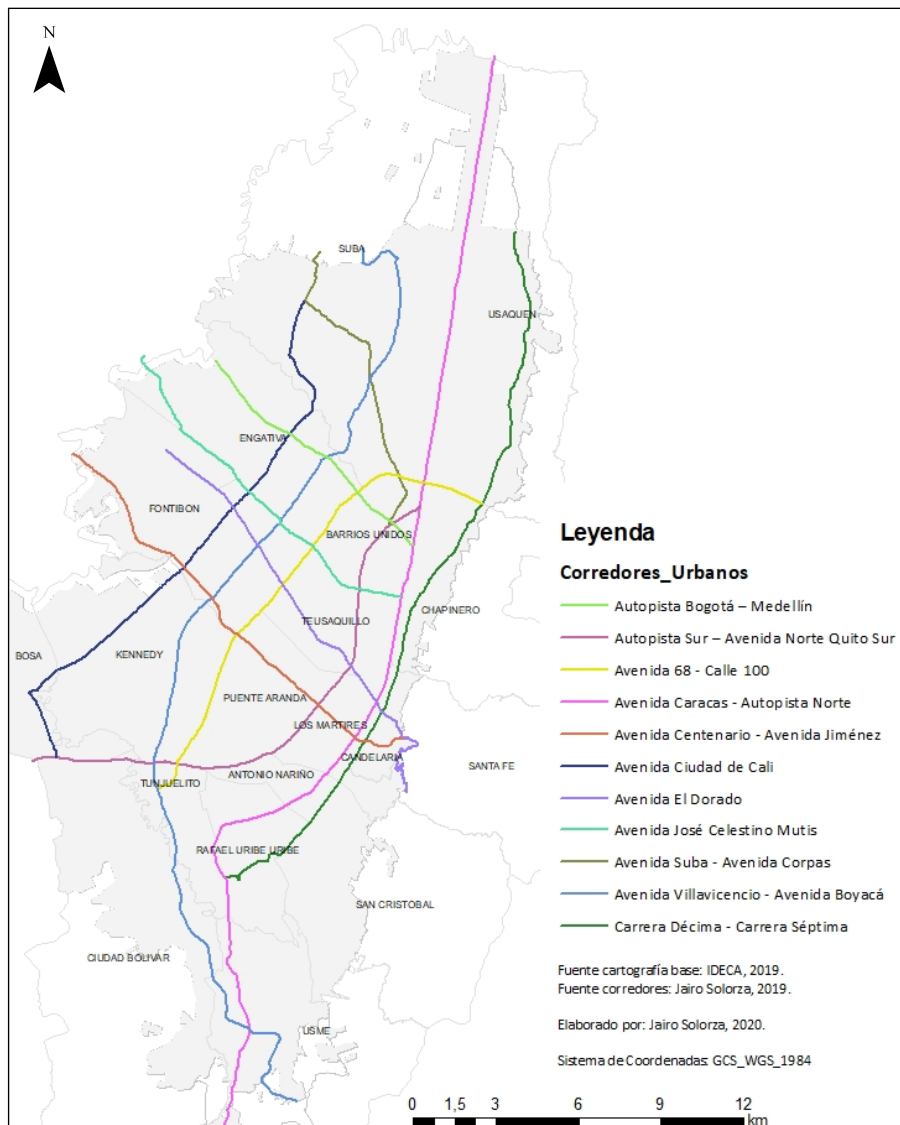 N
SUBA
USAQUEN
ENGATIVA
FONTIBON
BARRIOS UNIDOS
CHAPINERO
TEUSAQUILLO
BOSA
KENNEDY
PUENTE ARANDA
LOS MARTIRES
CANDELARIA
SANTA FE
ANTONIO NARIÑO
TUNJUELITO
RAFAEL URIBE URIBE
SAN CRISTOBAL
CIUDAD BOLIVAR
USME
Leyenda
Corredores_Urbanos
Autopista Bogotá – Medellín
Autopista Sur – Avenida Norte Quito Sur
Avenida 68 - Calle 100
Avenida Caracas - Autopista Norte
Avenida Centenario - Avenida Jiménez
Avenida Ciudad de Cali
Avenida El Dorado
Avenida José Celestino Mutis
Avenida Suba - Avenida Corpas
Avenida Villavicencio - Avenida Boyacá
Carrera Décima - Carrera Séptima
Fuente cartografía base: IDECA, 2019.
Fuente corredores: Jairo Solorza, 2019.
Elaborado por: Jairo Solorza, 2020.
Sistema de Coordenadas: GCS_WGS_1984
0 1,5 3 6 9 12
km